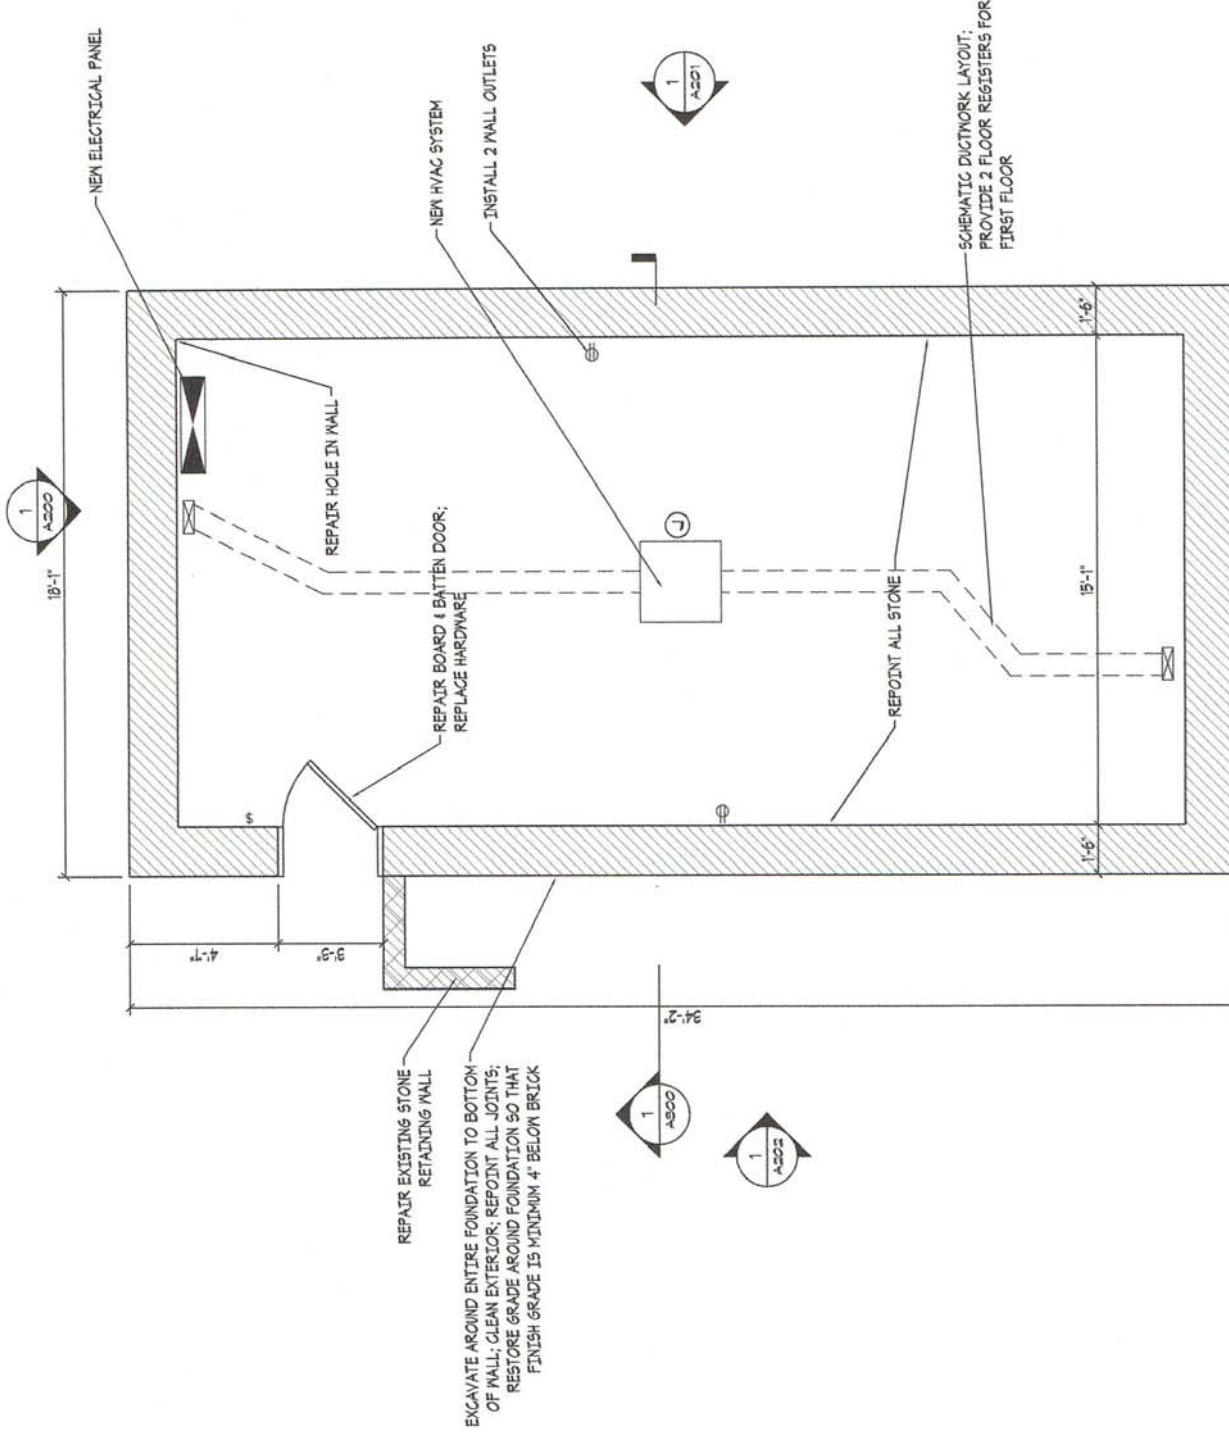 1
A200
18'-1"
NEW ELECTRICAL PANEL
REPAIR HOLE IN WALL
NEW HVAC SYSTEM
INSTALL 2 WALL OUTLETS
1
A201
REPAIR BOARD & BATTEN DOOR;
REPLACE HARDWARE
$
J
4'-7"
3'-3"
34'-2"
REPOINT ALL STONE
SCHEMATIC DUCTWORK LAYOUT;
PROVIDE 2 FLOOR REGISTERS FOR
FIRST FLOOR
1'-6"
15'-1"
1'-6"
REPAIR EXISTING STONE
RETAINING WALL
EXCAVATE AROUND ENTIRE FOUNDATION TO BOTTOM
OF WALL; CLEAN EXTERIOR; REPOINT ALL JOINTS;
RESTORE GRADE AROUND FOUNDATION SO THAT
FINISH GRADE IS MINIMUM 4" BELOW BRICK
1
A300
1
A202